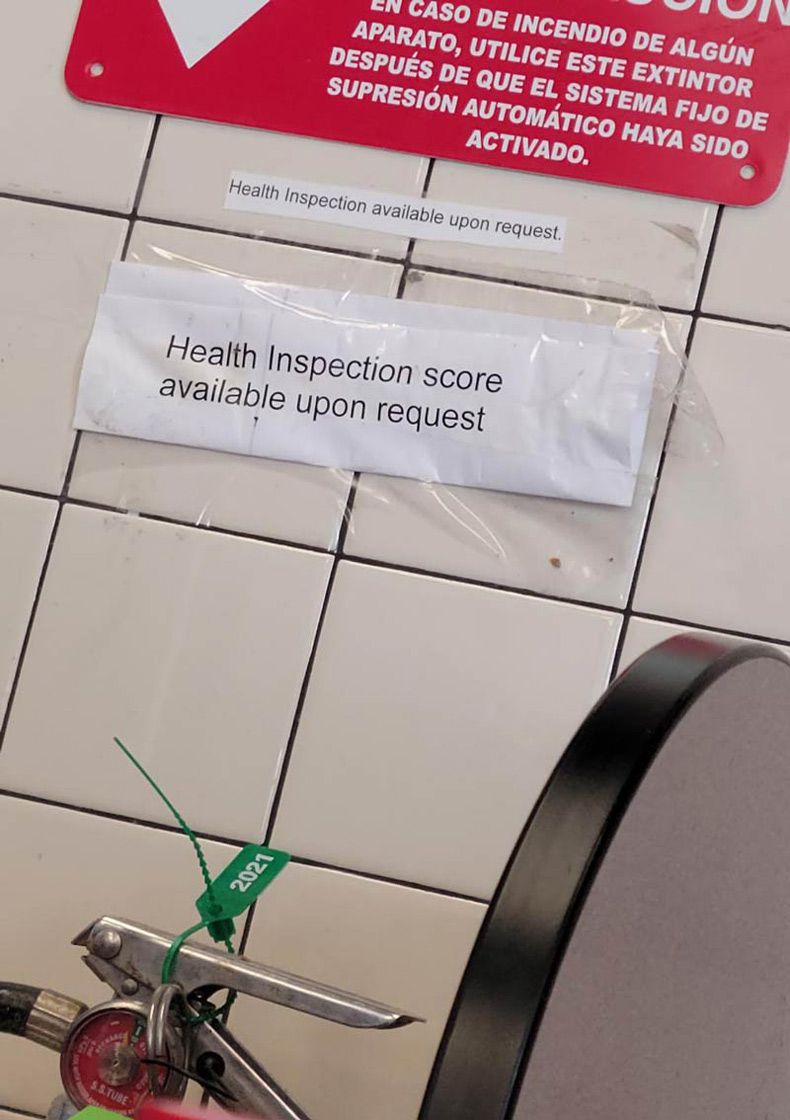 EN CASO DE INCENDIO DE ALGÚN
APARATO, UTILICE ESTE EXTINTOR
DESPUÉS DE QUE EL SISTEMA FIJO DE
SUPRESIÓN AUTOMÁTICO HAYA SIDO
ACTIVADO.
Health Inspection available upon request.
Health Inspection score
available upon request
2021
S.S.TUBE